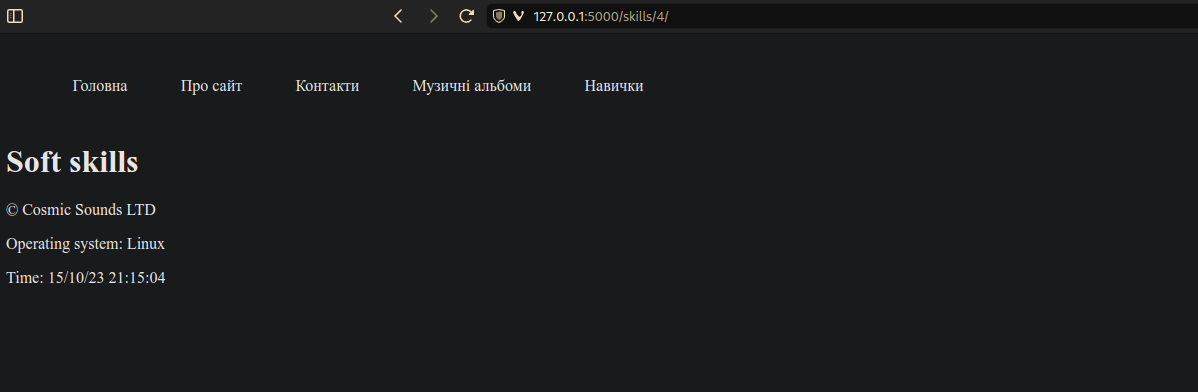 127.0.0.1:5000/skills/4/
Головна Про сайт Контакти Музичні альбоми Навички
Soft skills
© Cosmic Sounds LTD
Operating system: Linux
Time: 15/10/23 21:15:04